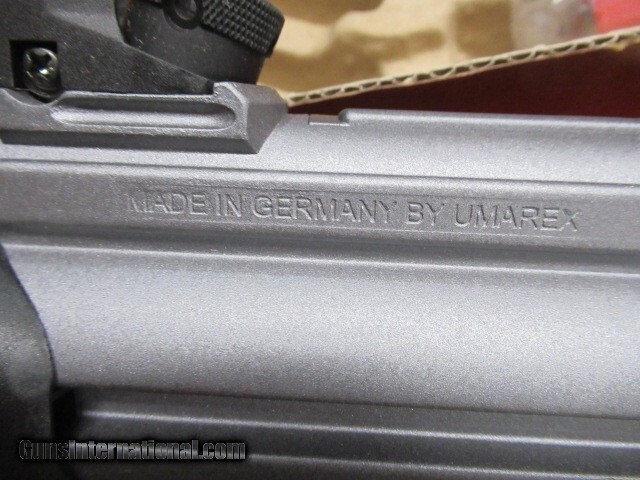 MADE IN GERMANY BY UMAREX
GunsInternational.com